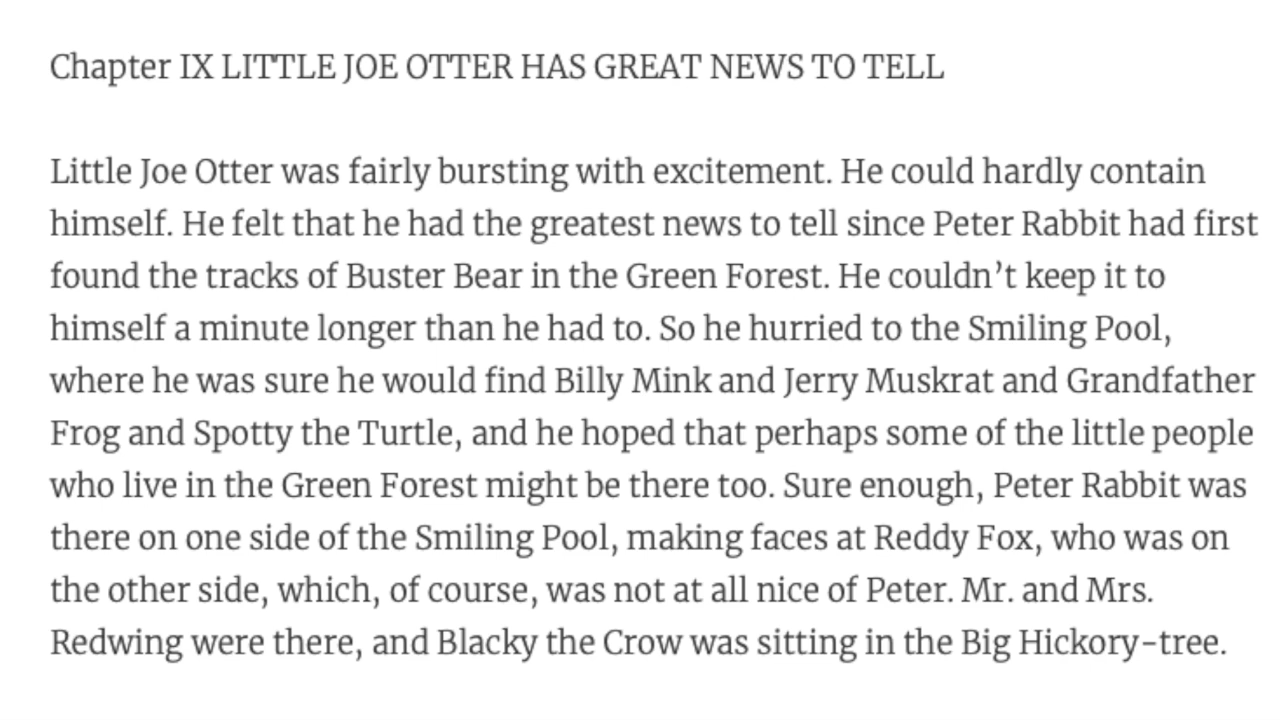 Chapter IX LITTLE JOE OTTER HAS GREAT NEWS TO TELL
Little Joe Otter was fairly bursting with excitement. He could hardly contain
himself. He felt that he had the greatest news to tell since Peter Rabbit had first
found the tracks of Buster Bear in the Green Forest. He couldn’t keep it to
himself a minute longer than he had to. So he hurried to the Smiling Pool,
where he was sure he would find Billy Mink and Jerry Muskrat and Grandfather
Frog and Spotty the Turtle, and he hoped that perhaps some of the little people
who live in the Green Forest might be there too. Sure enough, Peter Rabbit was
there on one side of the Smiling Pool, making faces at Reddy Fox, who was on
the other side, which, of course, was not at all nice of Peter. Mr. and Mrs.
Redwing were there, and Blacky the Crow was sitting in the Big Hickory-tree.